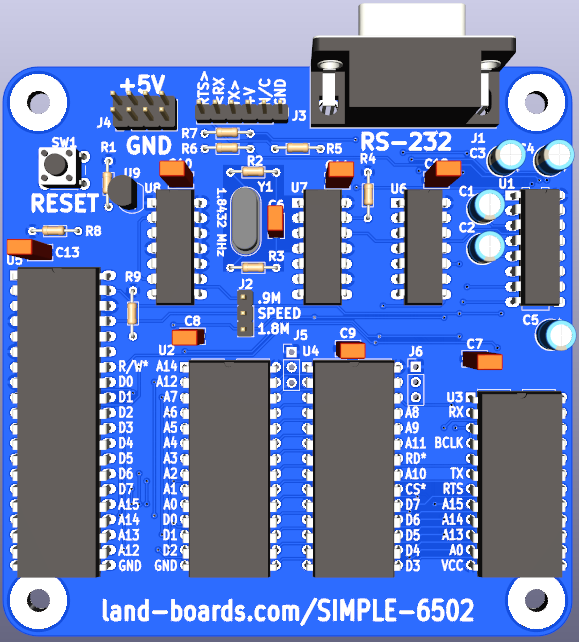 +5V
RTS>
<RX
TX>
+V
N/C
GND
J4
J3
GND
RS-232
SW1
R1
R7
R6
R5
J1
C3
C4
R2
R4
U9
U8
Y1
1.8432 MHz
U7
U6
U1
C1
C2
RESET
C6
R8
R3
C13
U5
R9
J2
.9M
SPEED
1.8M
C8
J5
C9
J6
C7
C5
U2
U4
U3
R/W*
D0
D1
D2
D3
D4
D5
D6
D7
A15
A14
A13
A12
GND
A14
A12
A7
A6
A5
A4
A3
A2
A1
A0
D0
D1
D2
GND
A8
A9
A11
RD*
A10
CS*
D7
D6
D5
D4
D3
RX
BCLK
TX
RTS
A15
A14
A13
A0
VCC
land-boards.com/SIMPLE-6502